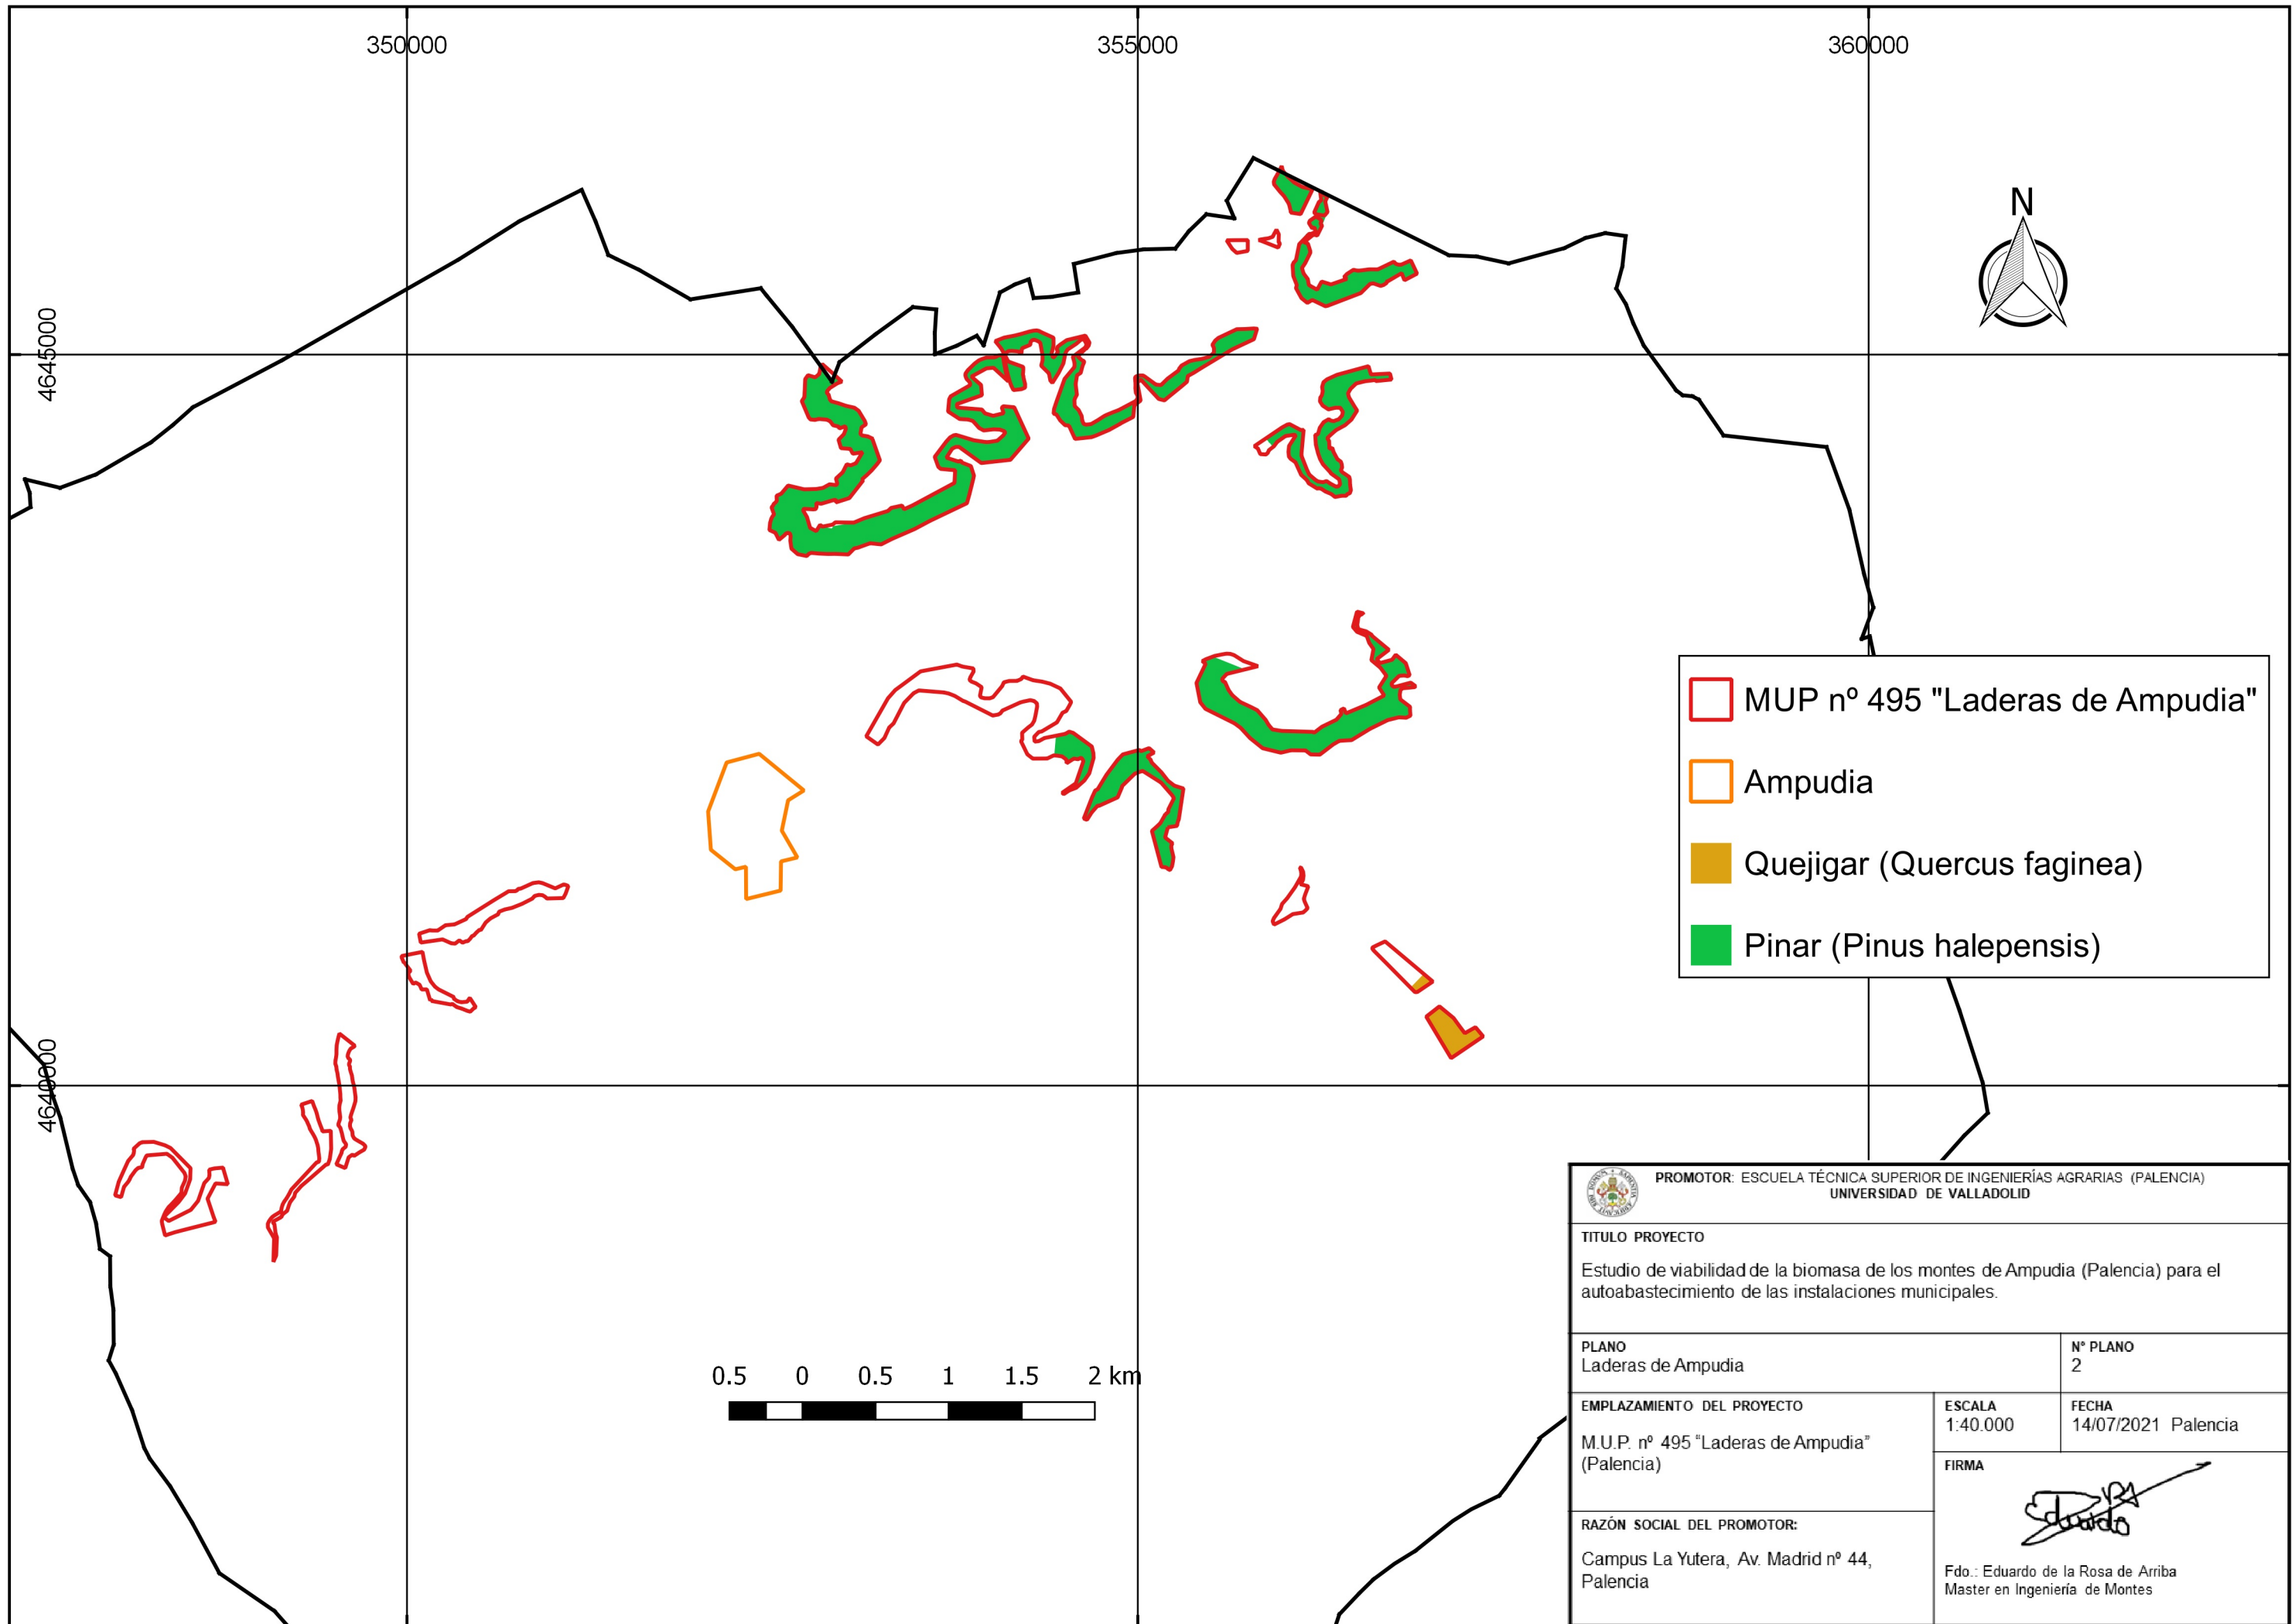 350000
355000
360000
N
4645000
MUP nº 495 "Laderas de Ampudia"
Ampudia
Quejigar (Quercus faginea)
Pinar (Pinus halepensis)
4640000
0.5 0 0.5 1 1.5 2 km
PROMOTOR: ESCUELA TÉCNICA SUPERIOR DE INGENIERÍAS AGRARIAS (PALENCIA)
UNIVERSIDAD DE VALLADOLID
TITULO PROYECTO
Estudio de viabilidad de la biomasa de los montes de Ampudia (Palencia) para el
autoabastecimiento de las instalaciones municipales.
PLANO
Laderas de Ampudia
Nº PLANO
2
EMPLAZAMIENTO DEL PROYECTO
M.U.P. nº 495 "Laderas de Ampudia"
(Palencia)
ESCALA
1:40.000
FECHA
14/07/2021 Palencia
FIRMA
Eduardo
RAZÓN SOCIAL DEL PROMOTOR:
Campus La Yutera, Av. Madrid nº 44,
Palencia
Fdo.: Eduardo de la Rosa de Arriba
Master en Ingeniería de Montes